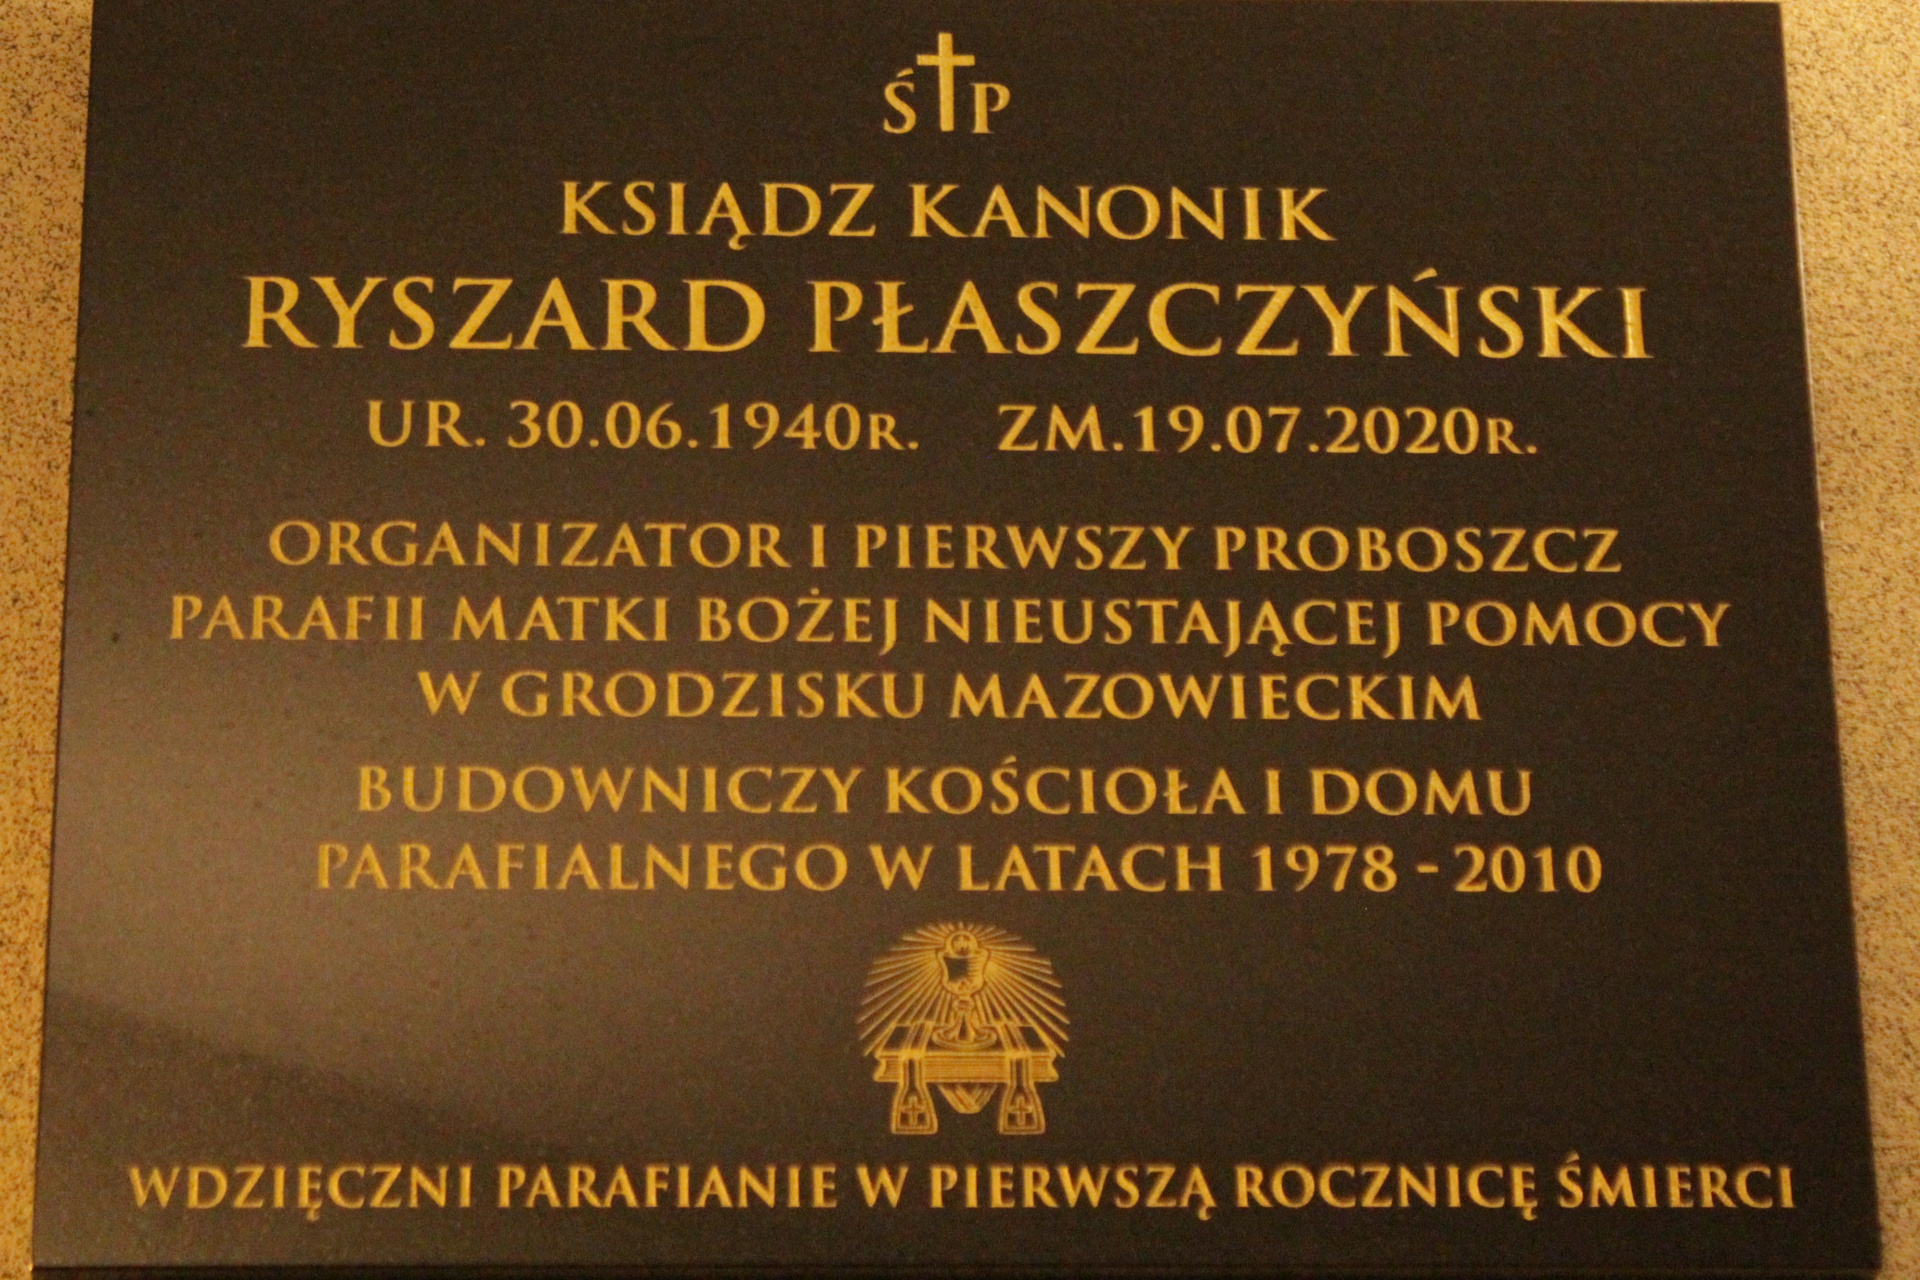 Ś✝P
KSIĄDZ KANONIK
RYSZARD PŁASZCZYŃSKI
UR. 30.06.1940R. ZM.19.07.2020R.
ORGANIZATOR I PIERWSZY PROBOSZCZ
PARAFII MATKI BOŻEJ NIEUSTAJĄCEJ POMOCY
W GRODZISKU MAZOWIECKIM
BUDOWNICZY KOŚCIOŁA I DOMU
PARAFIALNEGO W LATACH 1978 - 2010
WDZIĘCZNI PARAFIANIE W PIERWSZĄ ROCZNICĘ ŚMIERCI